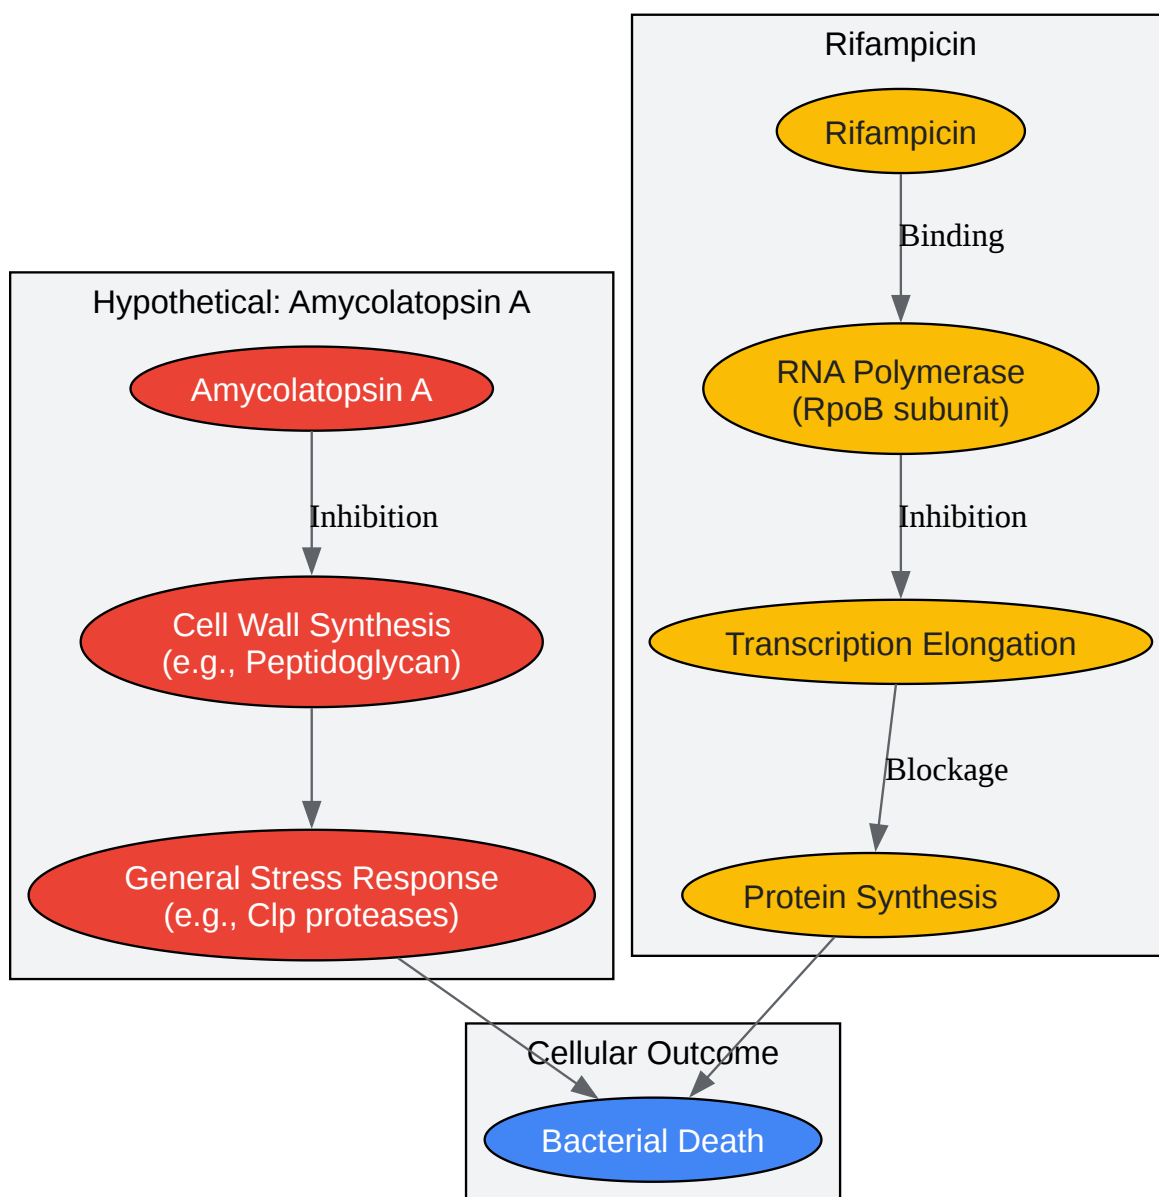 Rifampicin
Rifampicin
Binding
RNA Polymerase
(RpoB subunit)
Inhibition
Transcription Elongation
Blockage
Protein Synthesis
Hypothetical: Amycolatopsin A
Amycolatopsin A
Inhibition
Cell Wall Synthesis
(e.g., Peptidoglycan)
General Stress Response
(e.g., Clp proteases)
Cellular Outcome
Bacterial Death